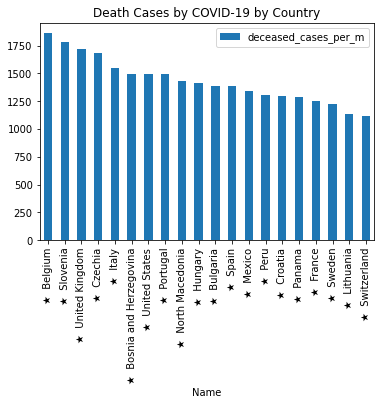 Death Cases by COVID-19 by Country
deceased_cases_per_m
1750
1500
1250
1000
750
500
250
0
★ Belgium
★ Slovenia
★ United Kingdom
★ Czechia
★ Italy
★ Bosnia and Herzegovina
★ United States
★ Portugal
★ North Macedonia
★ Hungary
★ Bulgaria
★ Spain
★ Mexico
★ Peru
★ Croatia
★ Panama
★ France
★ Sweden
★ Lithuania
★ Switzerland
Name